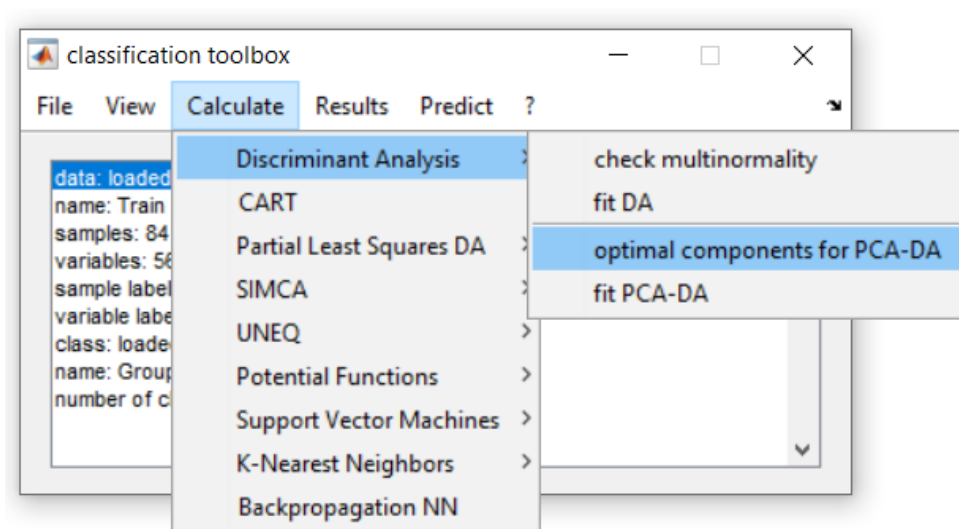 classification toolbox
File View Calculate Results Predict ?
data: loaded
name: Train
samples: 84
variables: 56
sample label
variable labe
class: loade
name: Group
number of cl
Discriminant Analysis
CART
Partial Least Squares DA
SIMCA
UNEQ
Potential Functions
Support Vector Machines
K-Nearest Neighbors
Backpropagation NN
check multinormality
fit DA
optimal components for PCA-DA
fit PCA-DA